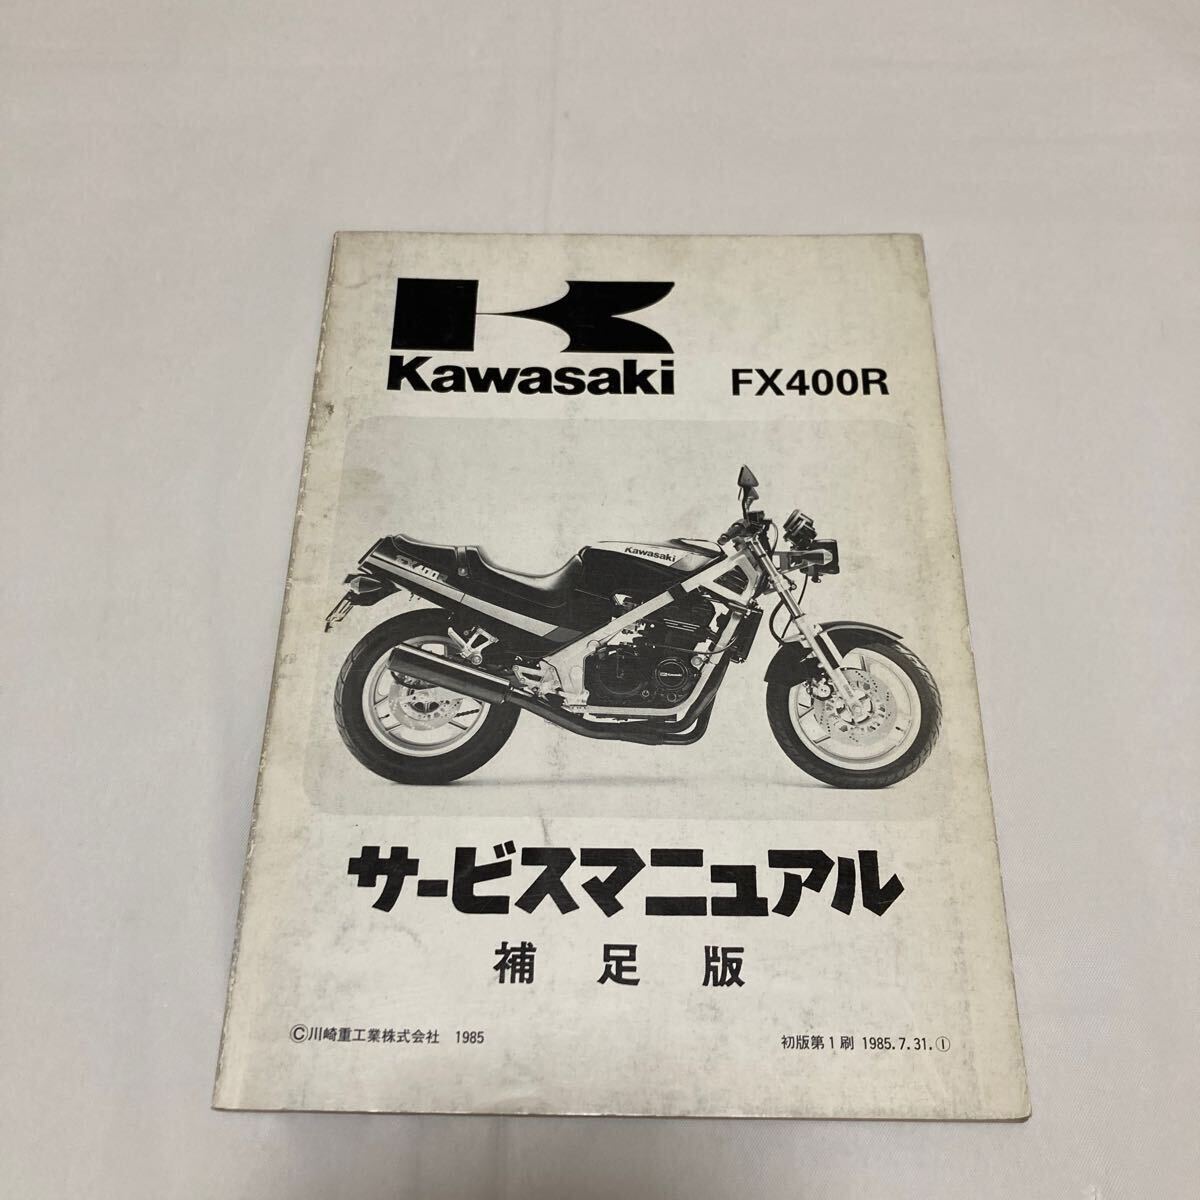 Kawasaki FX400R
Kawasaki
サービスマニュアル
補足版
©川崎重工業株式会社 1985 初版第1刷 1985.7.31.①